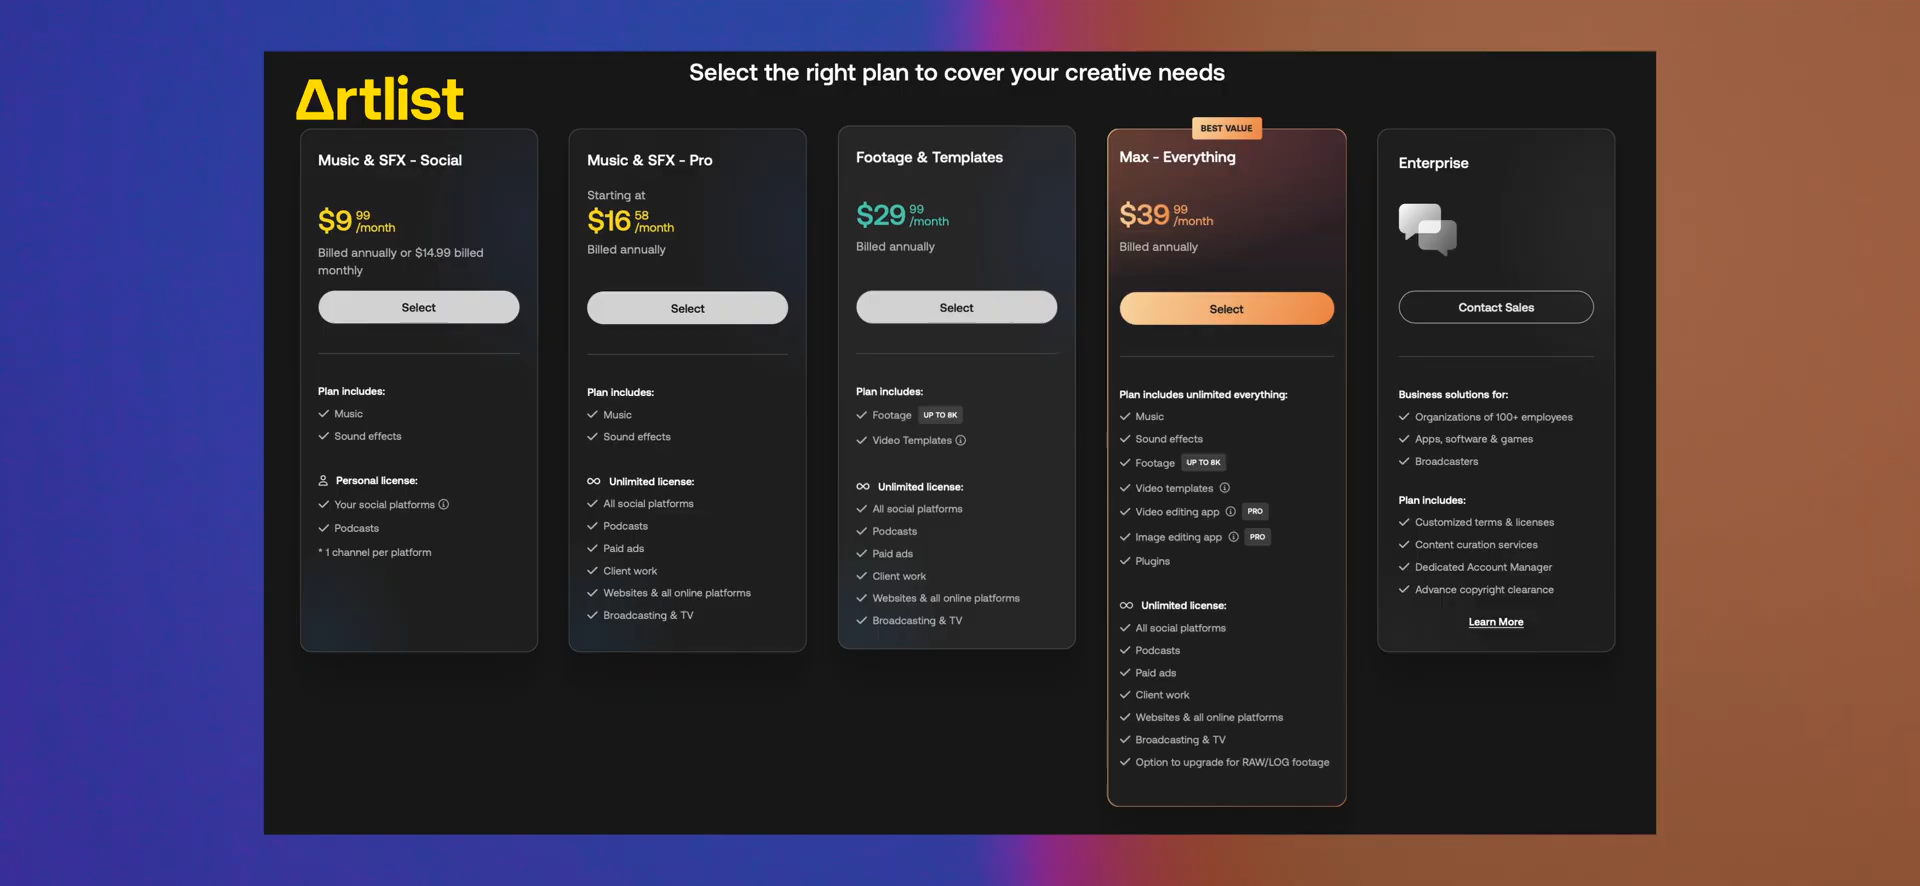 Artlist
Select the right plan to cover your creative needs
Music & SFX - Social
$9 99 /month
Billed annually or $14.99 billed
monthly
Select
Plan includes:
Music
Sound effects
Personal license:
Your social platforms
Podcasts
* 1 channel per platform
Music & SFX - Pro
Starting at
$16 58 /month
Billed annually
Select
Plan includes:
Music
Sound effects
Unlimited license:
All social platforms
Podcasts
Paid ads
Client work
Websites & all online platforms
Broadcasting & TV
Footage & Templates
$29 99 /month
Billed annually
Select
Plan includes:
Footage UP TO 8K
Video Templates
Unlimited license:
All social platforms
Podcasts
Paid ads
Client work
Websites & all online platforms
Broadcasting & TV
BEST VALUE
Max - Everything
$39 99 /month
Billed annually
Select
Plan includes unlimited everything:
Music
Sound effects
Footage UP TO 8K
Video templates
Video editing app PRO
Image editing app PRO
Plugins
Unlimited license:
All social platforms
Podcasts
Paid ads
Client work
Websites & all online platforms
Broadcasting & TV
Option to upgrade for RAW/LOG footage
Enterprise
Contact Sales
Business solutions for:
Organizations of 100+ employees
Apps, software & games
Broadcasters
Plan includes:
Customized terms & licenses
Content curation services
Dedicated Account Manager
Advance copyright clearance
Learn More